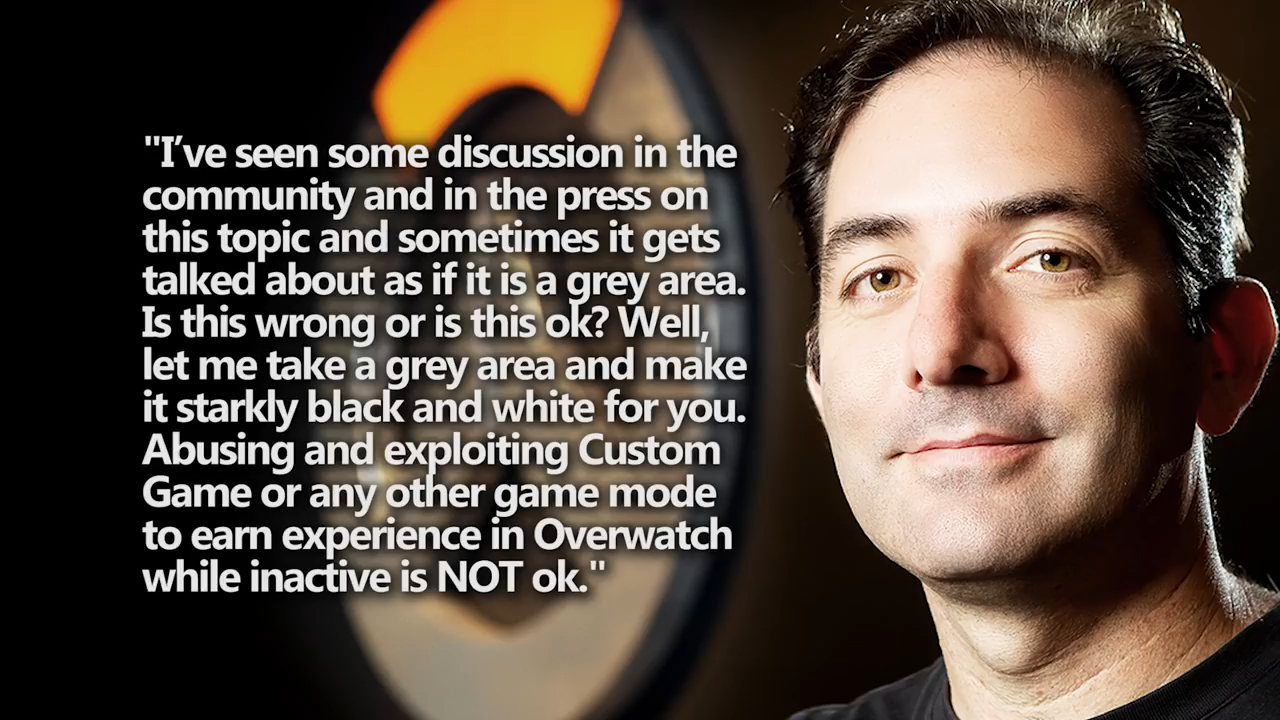 "I've seen some discussion in the
community and in the press on
this topic and sometimes it gets
talked about as if it is a grey area.
Is this wrong or is this ok? Well,
let me take a grey area and make
it starkly black and white for you.
Abusing and exploiting Custom
Game or any other game mode
to earn experience in Overwatch
while inactive is NOT ok."